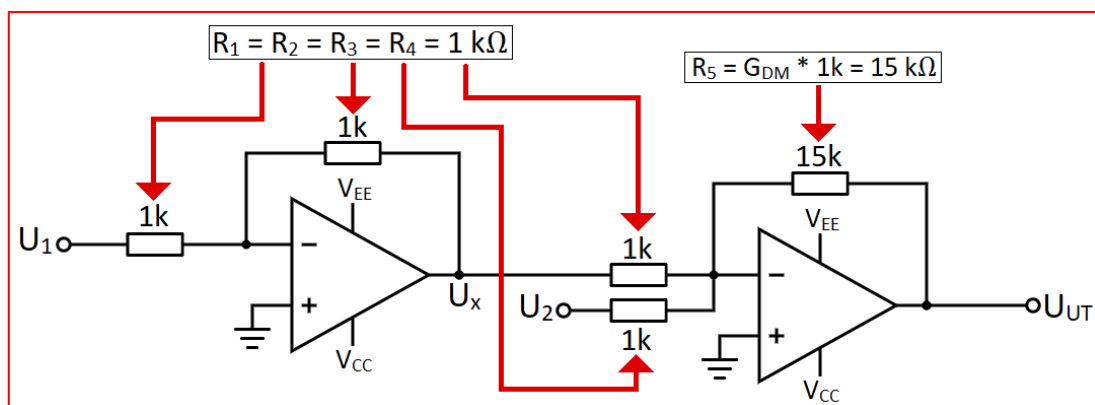 R₁ = R₂ = R₃ = R₄ = 1 kΩ
R₅ = G_DM * 1k = 15 kΩ
1k
15k
V_EE
1k
U₁
−
+
V_CC
U_x
V_EE
1k
U₂
1k
−
+
V_CC
U_UT